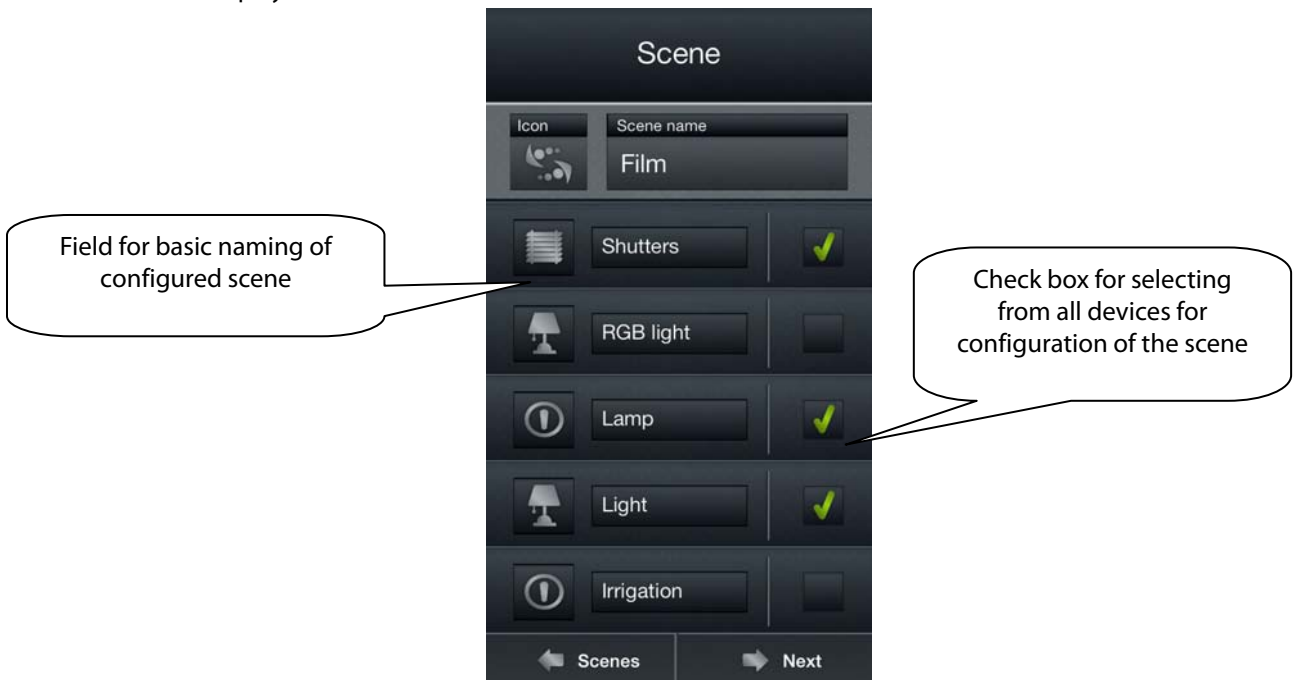 Scene
Icon
Scene name
Film
Field for basic naming of
configured scene
Shutters
Check box for selecting
from all devices for
configuration of the scene
RGB light
Lamp
Light
Irrigation
Scenes
Next